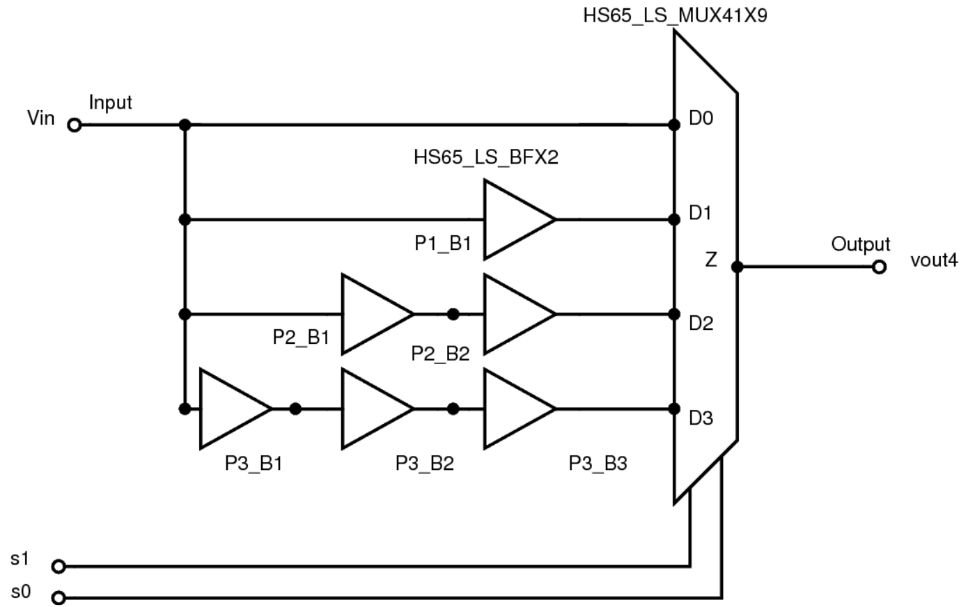 HS65_LS_MUX41X9
Input
Vin
D0
HS65_LS_BFX2
D1
P1_B1
Output
Z
vout4
D2
P2_B1
P2_B2
D3
P3_B1
P3_B2
P3_B3
s1
s0